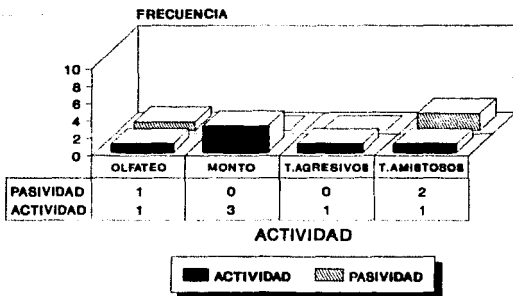 FRECUENCIA
10
8
6
4
2
0
OLFATEO MONTO T.AGRESIVOS T.AMISTOSOS
PASIVIDAD 1 0 0 2
ACTIVIDAD 1 3 1 1
ACTIVIDAD
ACTIVIDAD PASIVIDAD